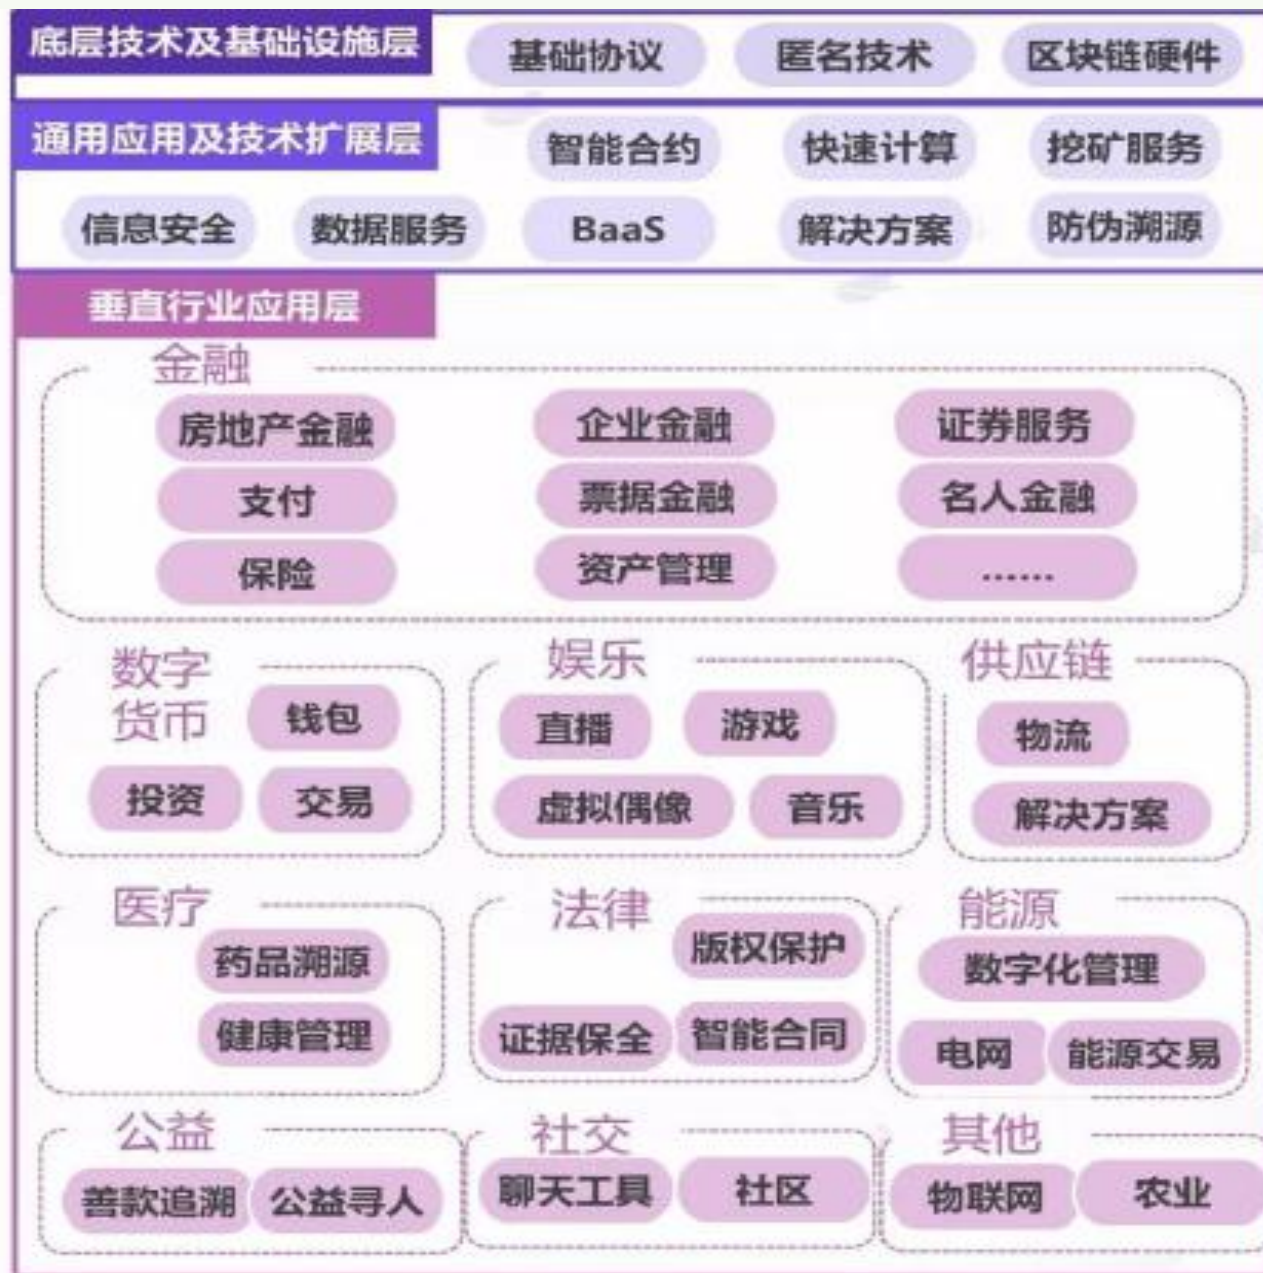 底层技术及基础设施层
基础协议 匿名技术 区块链硬件
通用应用及技术扩展层
智能合约 快速计算 挖矿服务
信息安全 数据服务 BaaS 解决方案 防伪溯源
垂直行业应用层
金融
房地产金融 企业金融 证券服务
支付 票据金融 名人金融
保险 资产管理 ......
数字
货币
钱包
投资 交易
娱乐
直播 游戏
虚拟偶像 音乐
供应链
物流
解决方案
医疗
药品溯源
健康管理
法律
版权保护
证据保全 智能合同
能源
数字化管理
电网 能源交易
公益
善款追溯 公益寻人
社交
聊天工具 社区
其他
物联网 农业